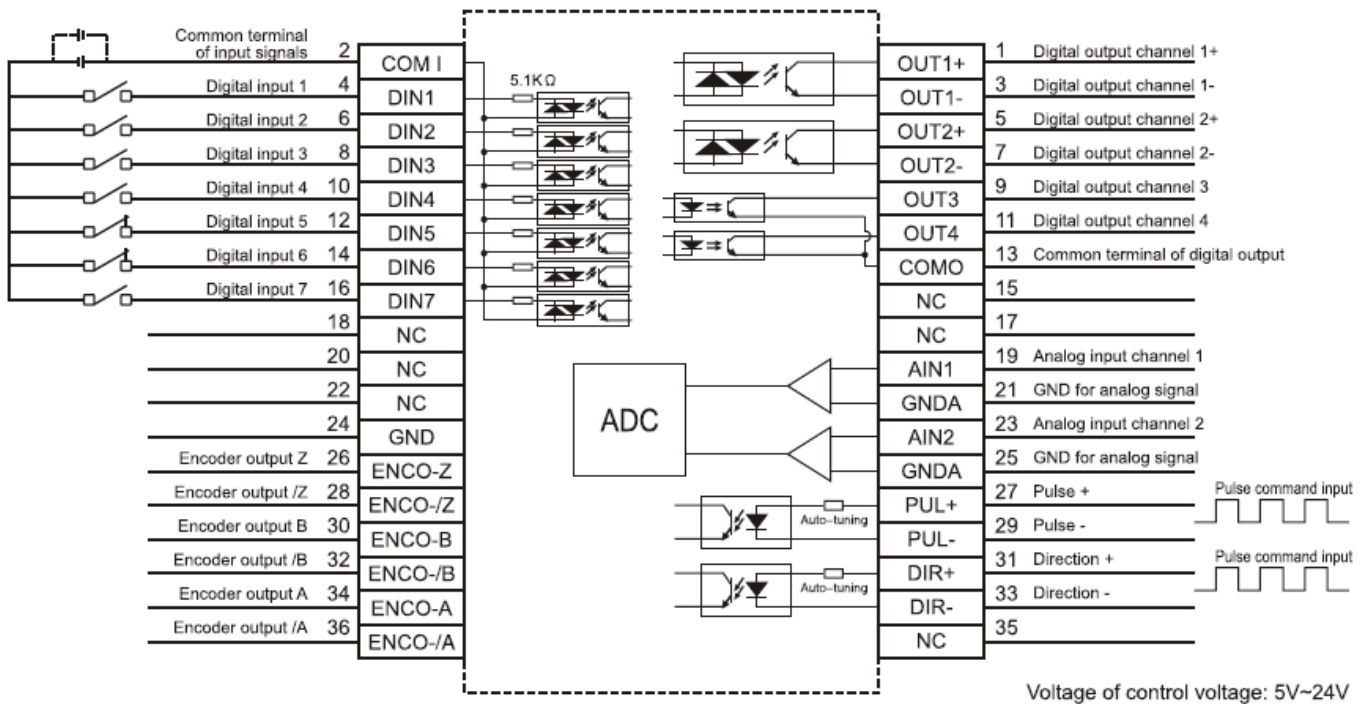 Common terminal
of input signals 2 COM I
5.1KΩ
Digital input 1 4 DIN1
Digital input 2 6 DIN2
Digital input 3 8 DIN3
Digital input 4 10 DIN4
Digital input 5 12 DIN5
Digital input 6 14 DIN6
Digital input 7 16 DIN7
18 NC
20 NC
22 NC
24 GND
Encoder output Z 26 ENCO-Z
Encoder output /Z 28 ENCO-/Z
Encoder output B 30 ENCO-B
Encoder output /B 32 ENCO-/B
Encoder output A 34 ENCO-A
Encoder output /A 36 ENCO-/A
ADC
OUT1+ 1 Digital output channel 1+
OUT1- 3 Digital output channel 1-
OUT2+ 5 Digital output channel 2+
OUT2- 7 Digital output channel 2-
OUT3 9 Digital output channel 3
OUT4 11 Digital output channel 4
COMO 13 Common terminal of digital output
NC 15
NC 17
AIN1 19 Analog input channel 1
GNDA 21 GND for analog signal
AIN2 23 Analog input channel 2
GNDA 25 GND for analog signal
PUL+ 27 Pulse + Pulse command input
Auto-tuning
PUL- 29 Pulse -
DIR+ 31 Direction + Pulse command input
Auto-tuning
DIR- 33 Direction -
NC 35
Voltage of control voltage: 5V~24V